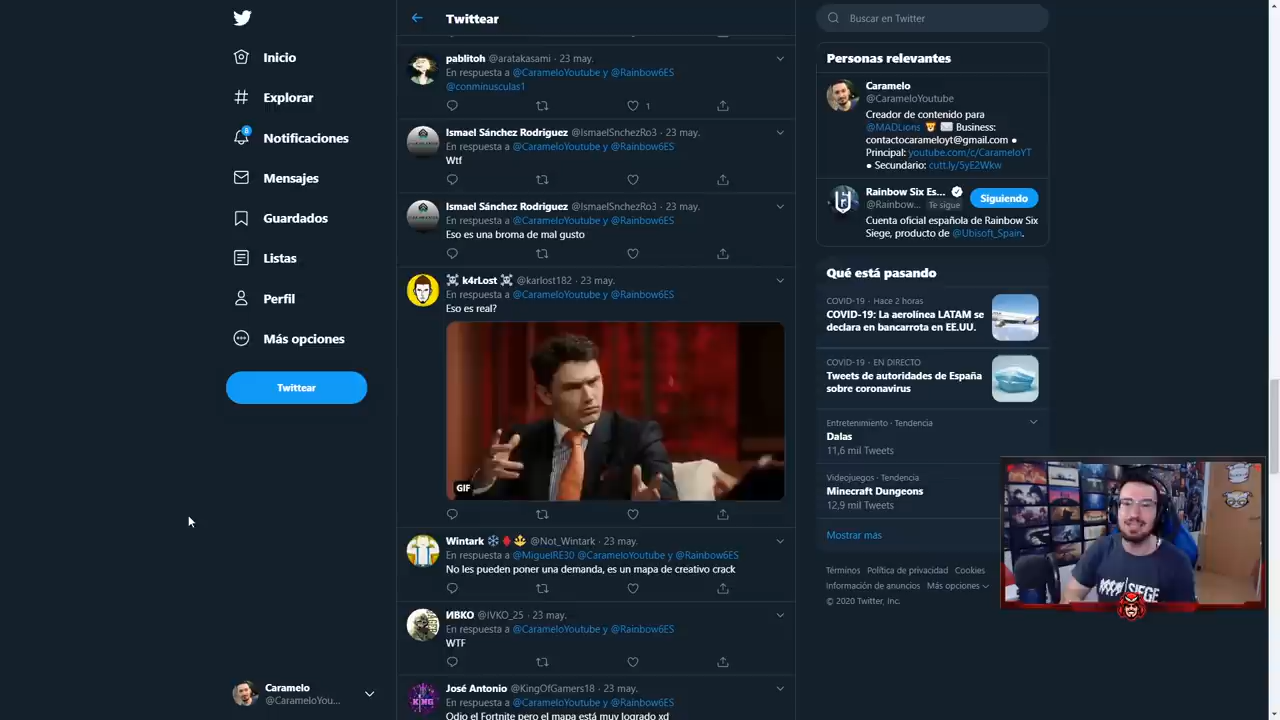 Inicio
Explorar
8
Notificaciones
Mensajes
Guardados
Listas
Perfil
Más opciones
Twittear
Caramelo
@CarameloYou...
Twittear
pablitoh @aratakasami · 23 may.
En respuesta a @CarameloYoutube y @Rainbow6ES
@conminusculas1
1
Ismael Sánchez Rodriguez @IsmaelSnchezRo3 · 23 may.
En respuesta a @CarameloYoutube y @Rainbow6ES
Wtf
Ismael Sánchez Rodriguez @IsmaelSnchezRo3 · 23 may.
En respuesta a @CarameloYoutube y @Rainbow6ES
Eso es una broma de mal gusto
☠️ k4rLost ☠️ @karlost182 · 23 may.
En respuesta a @CarameloYoutube y @Rainbow6ES
Eso es real?
GIF
Wintark @Not_Wintark · 23 may.
En respuesta a @MiguelRE30 @CarameloYoutube y @Rainbow6ES
No les pueden poner una demanda, es un mapa de creativo crack
ИВКО @IVKO_25 · 23 may.
En respuesta a @CarameloYoutube y @Rainbow6ES
WTF
KING
José Antonio @KingOfGamers18 · 23 may.
En respuesta a @CarameloYoutube y @Rainbow6ES
Odio el Fortnite pero el mapa está muy logrado xd
Buscar en Twitter
Personas relevantes
Caramelo
@CarameloYoutube
Creador de contenido para
@MADLions 🦁 ✉️ Business:
contactocarameloyt@gmail.com ●
Principal: youtube.com/c/CarameloYT
● Secundario: cutt.ly/5yE2Wkw
Rainbow Six Es...
@Rainbow... Te sigue
Siguiendo
Cuenta oficial española de Rainbow Six
Siege, producto de @Ubisoft_Spain.
Qué está pasando
COVID-19 · Hace 2 horas
COVID-19: La aerolínea LATAM se
declara en bancarrota en EE.UU.
COVID-19 · EN DIRECTO
Tweets de autoridades de España
sobre coronavirus
Entretenimiento · Tendencia
Dalas
11,6 mil Tweets
Videojuegos · Tendencia
Minecraft Dungeons
12,9 mil Tweets
Mostrar más
Términos Política de privacidad Cookies
Información de anuncios Más opciones
© 2020 Twitter, Inc.
SIEGE